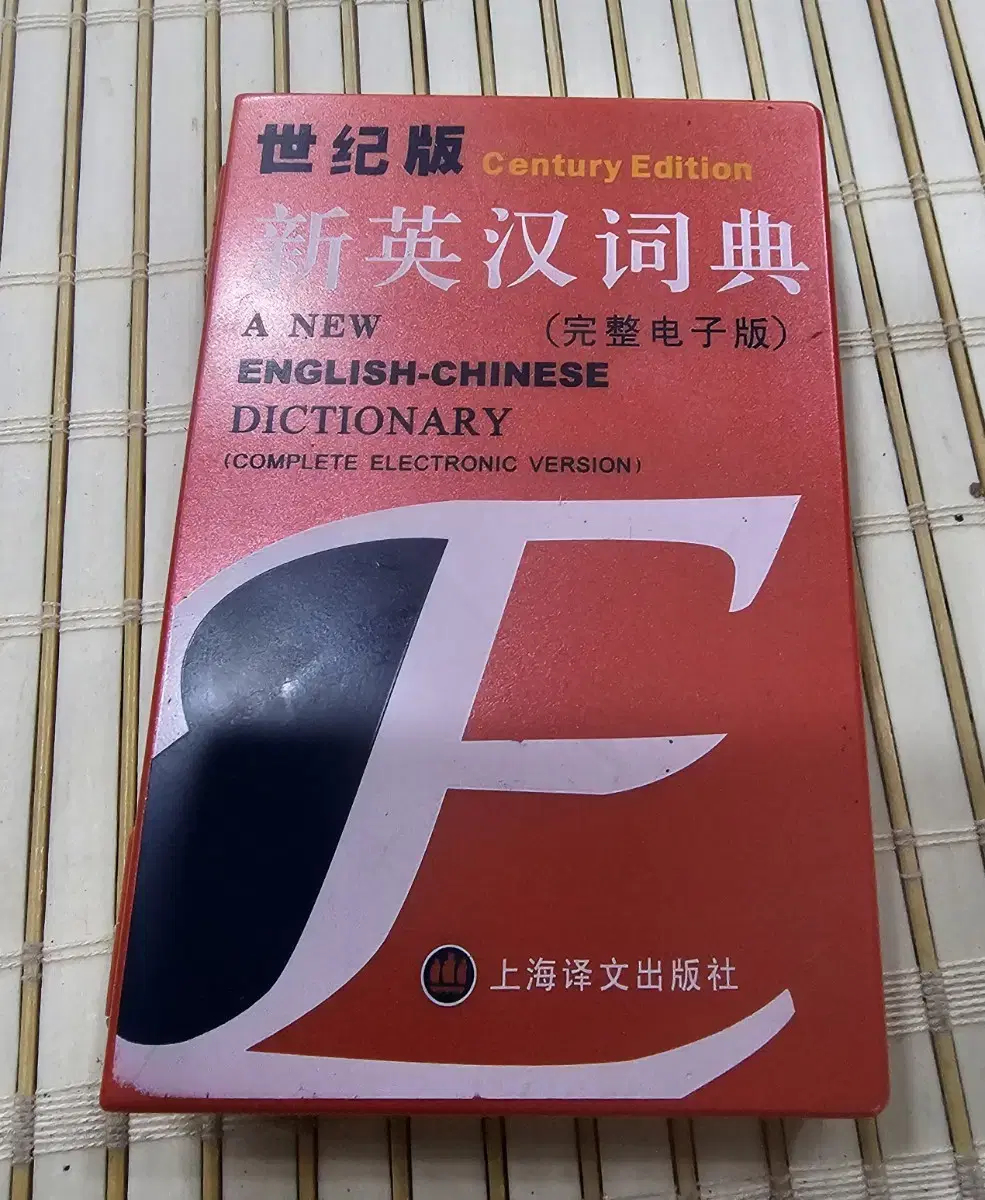 世纪版 Century Edition
新英汉词典
A NEW (完整电子版)
ENGLISH-CHINESE
DICTIONARY
(COMPLETE ELECTRONIC VERSION)
上海译文出版社